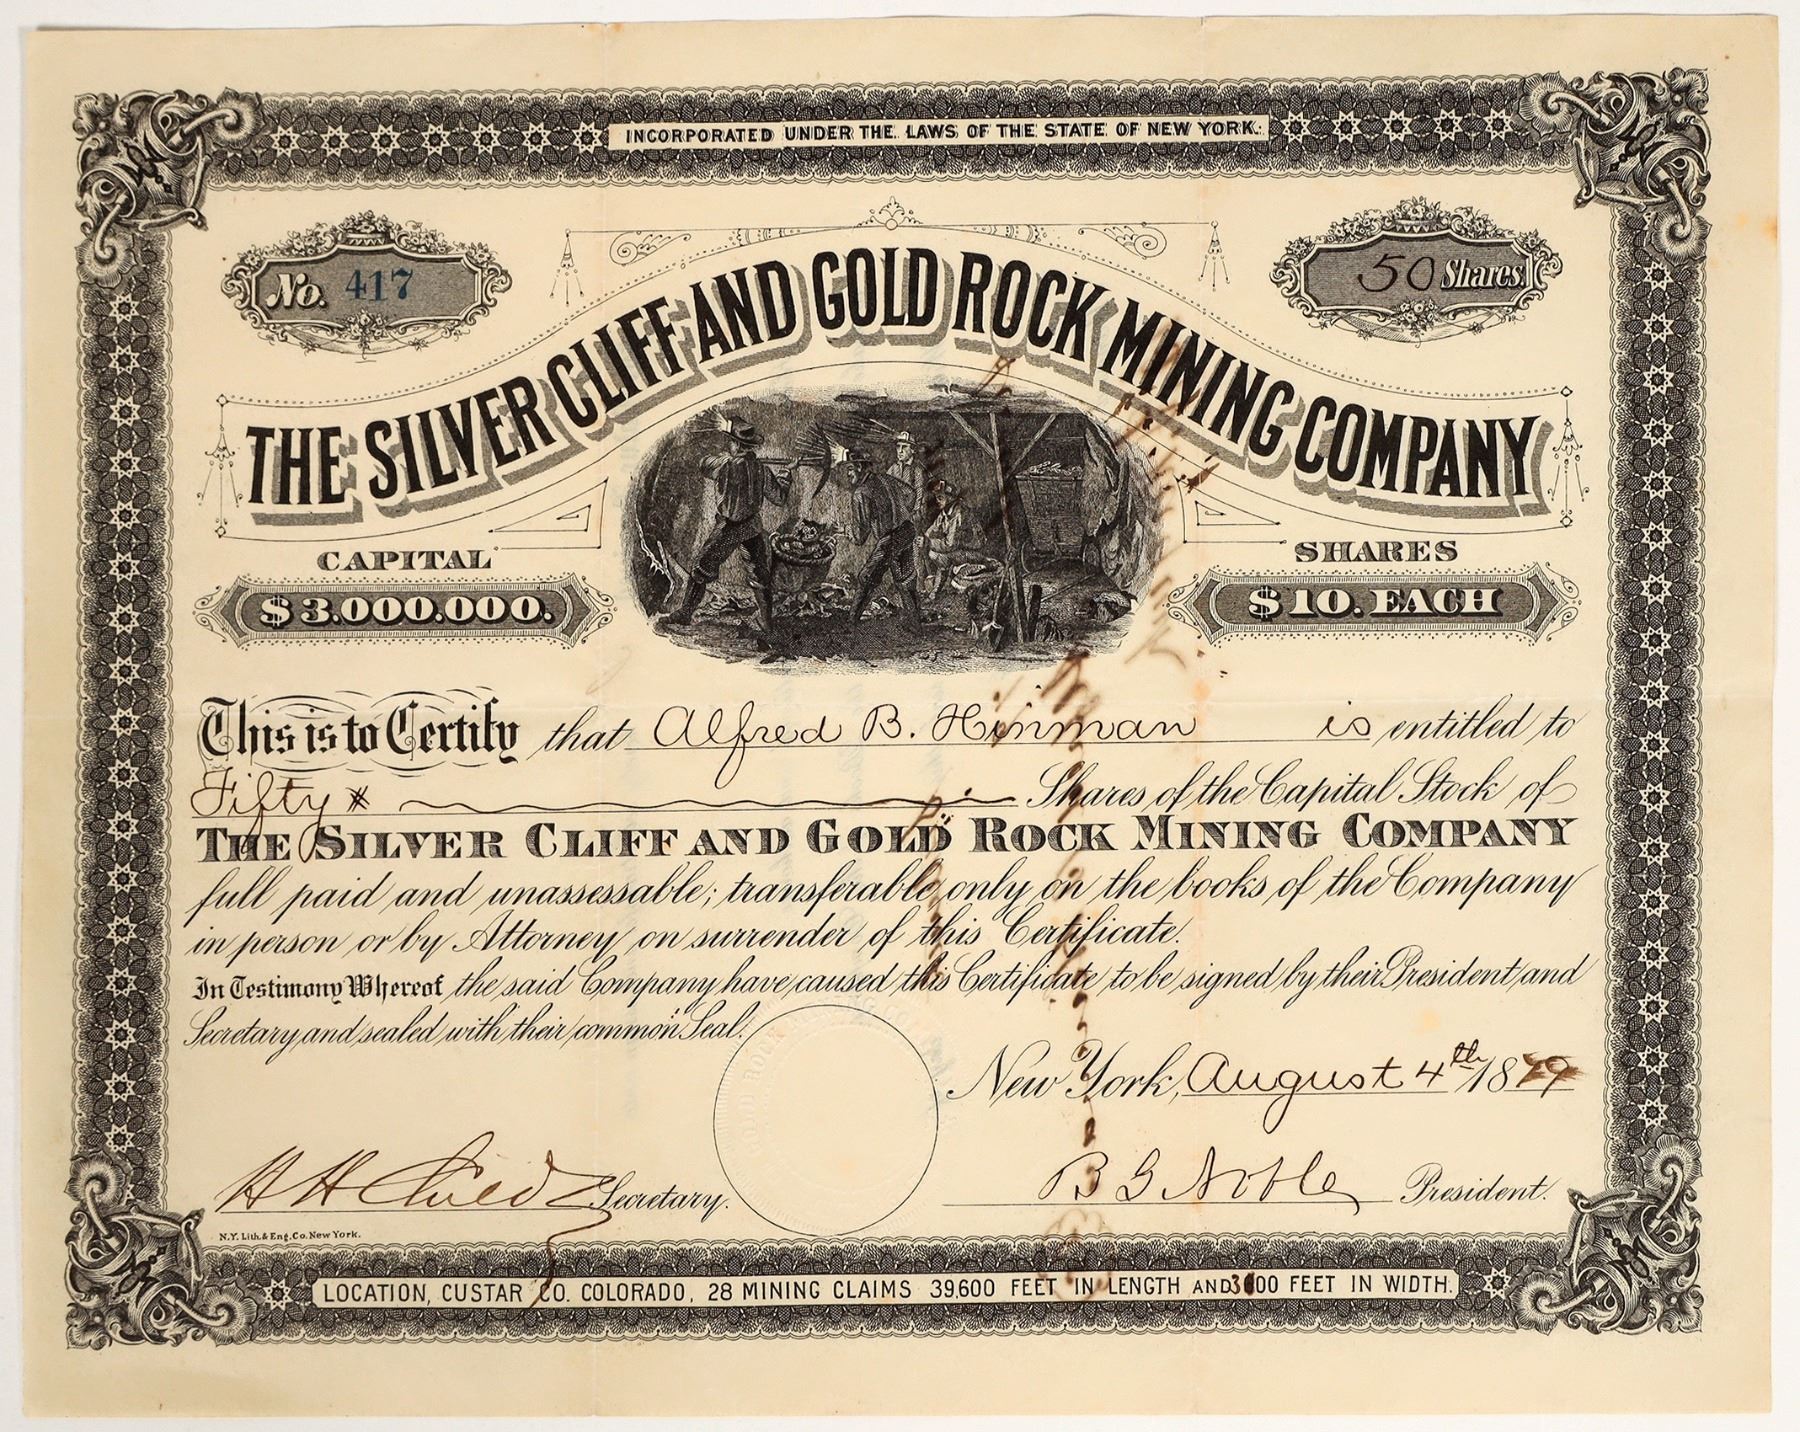 INCORPORATED UNDER THE LAWS OF THE STATE OF NEW YORK.
No. 417
50 Shares.
THE SILVER CLIFF AND GOLD ROCK MINING COMPANY
CAPITAL
$3.000.000.
SHARES
$10. EACH
This is to Certify that Alfred B. Hinman is entitled to
Fifty Shares of the Capital Stock of
THE SILVER CLIFF AND GOLD ROCK MINING COMPANY
full paid and unassessable; transferable only on the books of the Company
in person or by Attorney on surrender of this Certificate.
In Testimony Whereof the said Company have caused this Certificate to be signed by their President and
Secretary and sealed with their common Seal.
New York, August 4th 1879
H H Secretary.
B G Noble President.
N.Y. Lith. & Eng. Co. New York.
LOCATION, CUSTAR CO. COLORADO, 28 MINING CLAIMS 39,600 FEET IN LENGTH AND FEET IN WIDTH.